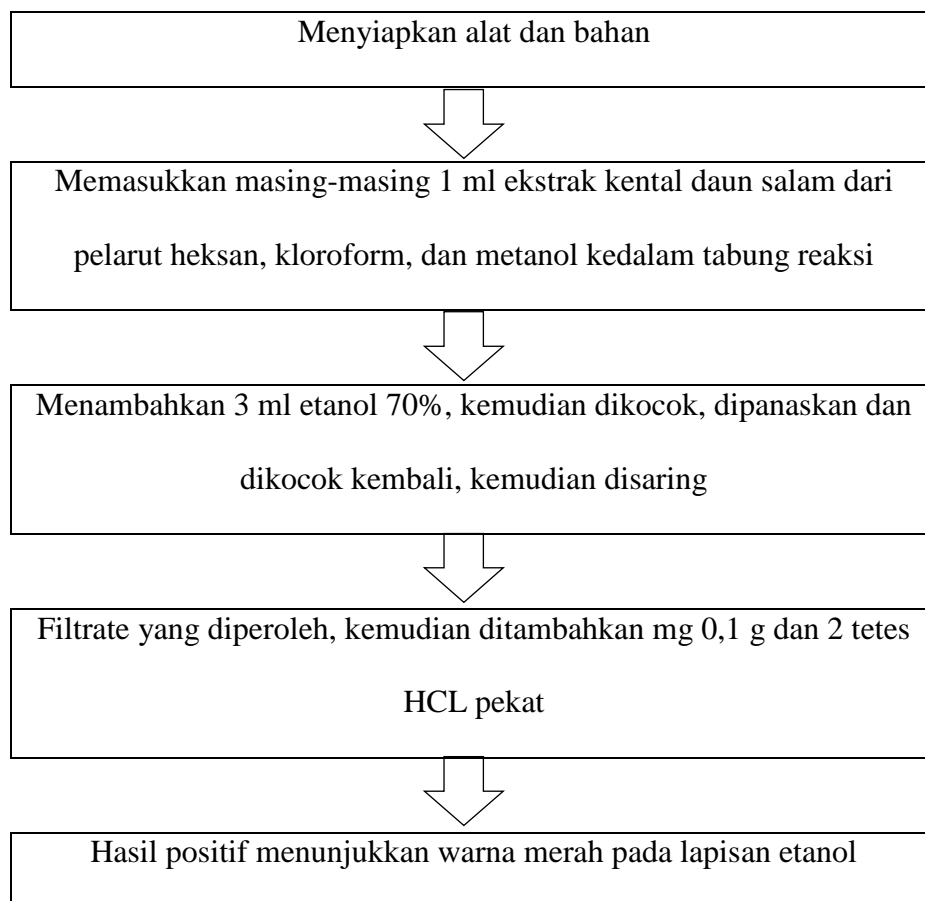 Menyiapkan alat dan bahan
Memasukkan masing-masing 1 ml ekstrak kental daun salam dari
pelarut heksan, kloroform, dan metanol kedalam tabung reaksi
Menambahkan 3 ml etanol 70%, kemudian dikocok, dipanaskan dan
dikocok kembali, kemudian disaring
Filtrate yang diperoleh, kemudian ditambahkan mg 0,1 g dan 2 tetes
HCL pekat
Hasil positif menunjukkan warna merah pada lapisan etanol